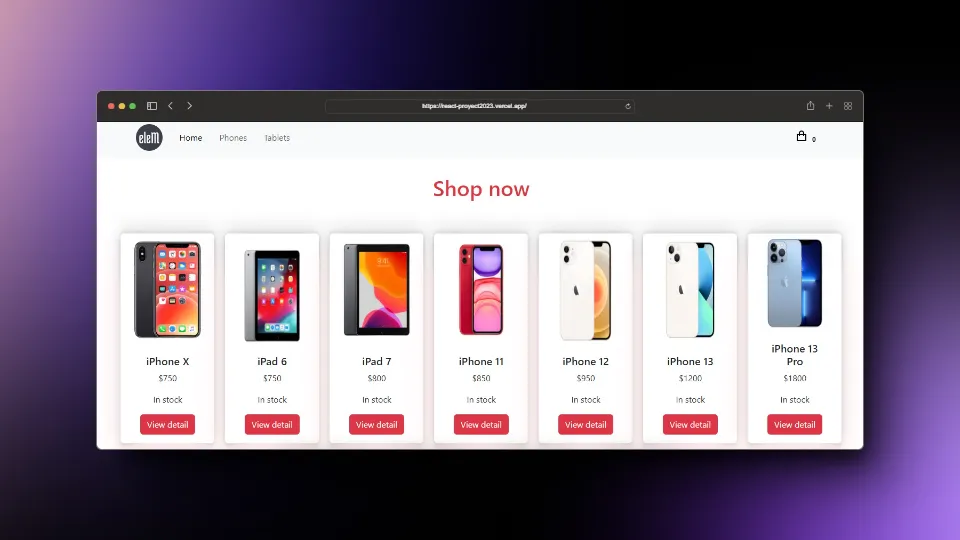 https://react-proyect2023.vercel.app/
eleM
Home
Phones
Tablets
0
Shop now
iPhone X
$750
In stock
View detail
iPad 6
$750
In stock
View detail
iPad 7
$800
In stock
View detail
iPhone 11
$850
In stock
View detail
iPhone 12
$950
In stock
View detail
iPhone 13
$1200
In stock
View detail
iPhone 13
Pro
$1800
In stock
View detail